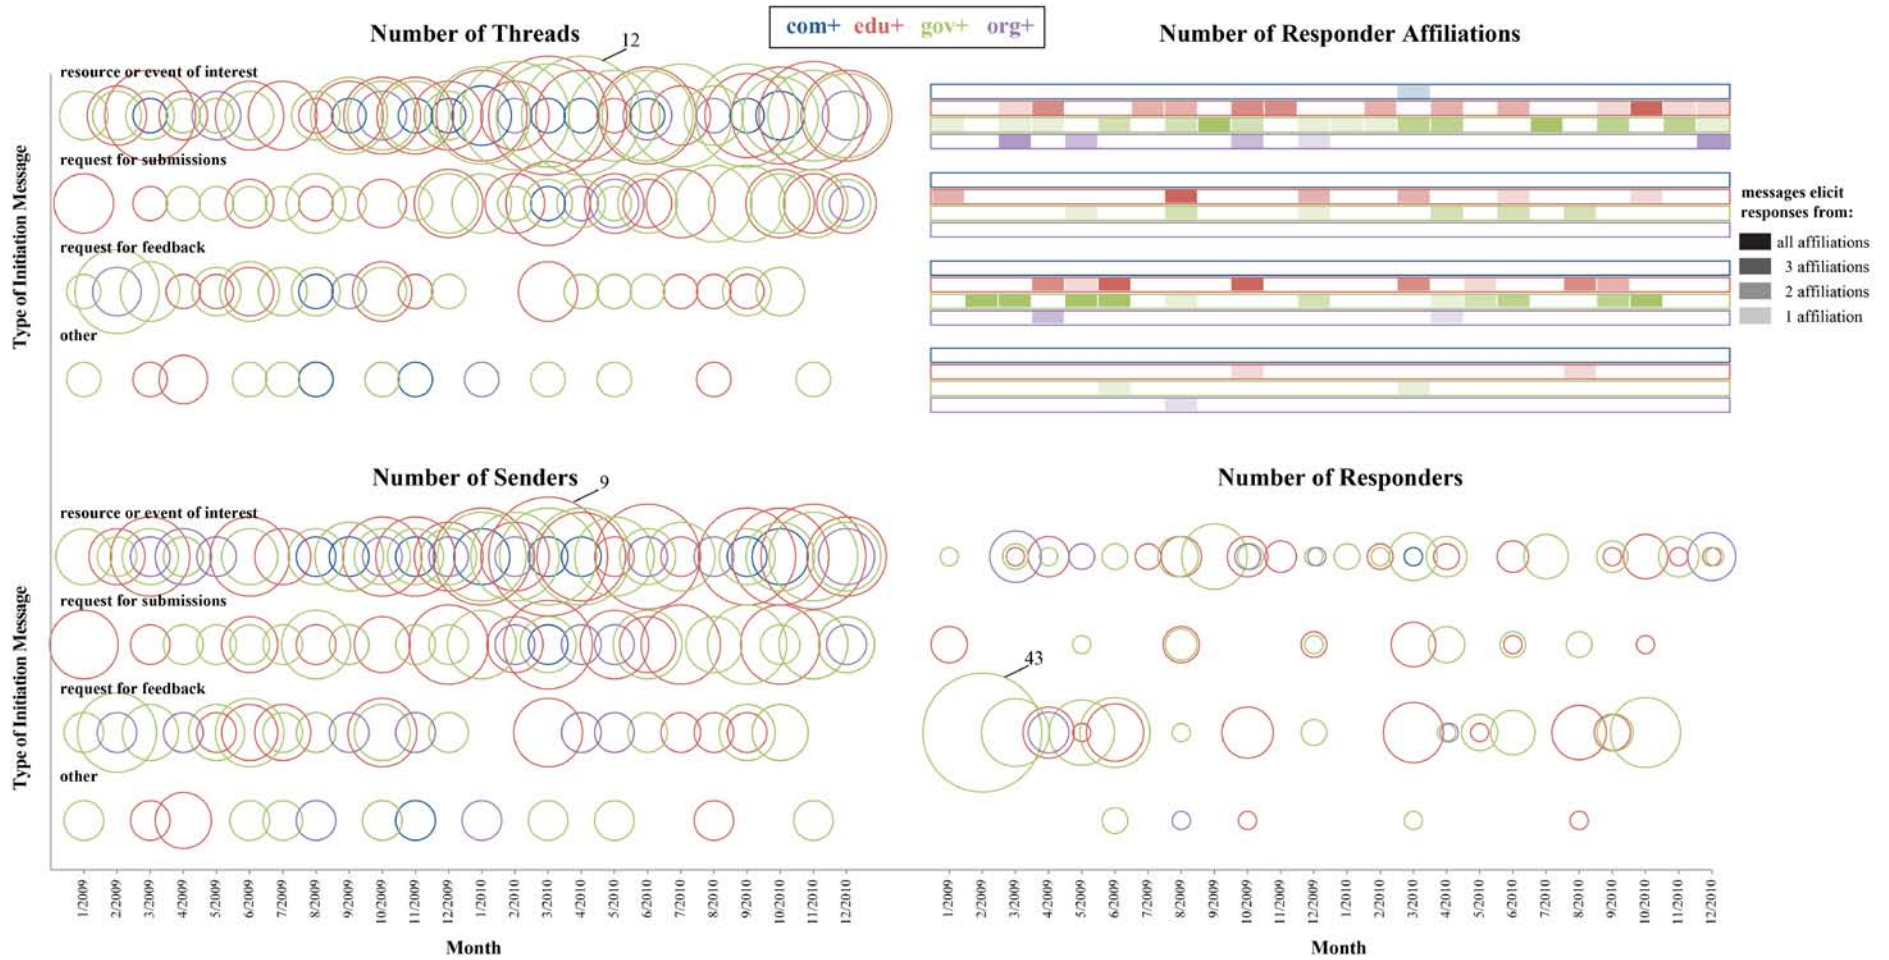 com+ edu+ gov+ org+
Number of Threads
12
resource or event of interest
request for submissions
request for feedback
other
Type of Initiation Message
Number of Responder Affiliations
messages elicit
responses from:
all affiliations
3 affiliations
2 affiliations
1 affiliation
Number of Senders
9
resource or event of interest
request for submissions
request for feedback
other
Type of Initiation Message
1/2009 2/2009 3/2009 4/2009 5/2009 6/2009 7/2009 8/2009 9/2009 10/2009 11/2009 12/2009 1/2010 2/2010 3/2010 4/2010 5/2010 6/2010 7/2010 8/2010 9/2010 10/2010 11/2010 12/2010
Month
Number of Responders
43
1/2009 2/2009 3/2009 4/2009 5/2009 6/2009 7/2009 8/2009 9/2009 10/2009 11/2009 12/2009 1/2010 2/2010 3/2010 4/2010 5/2010 6/2010 7/2010 8/2010 9/2010 10/2010 11/2010 12/2010
Month